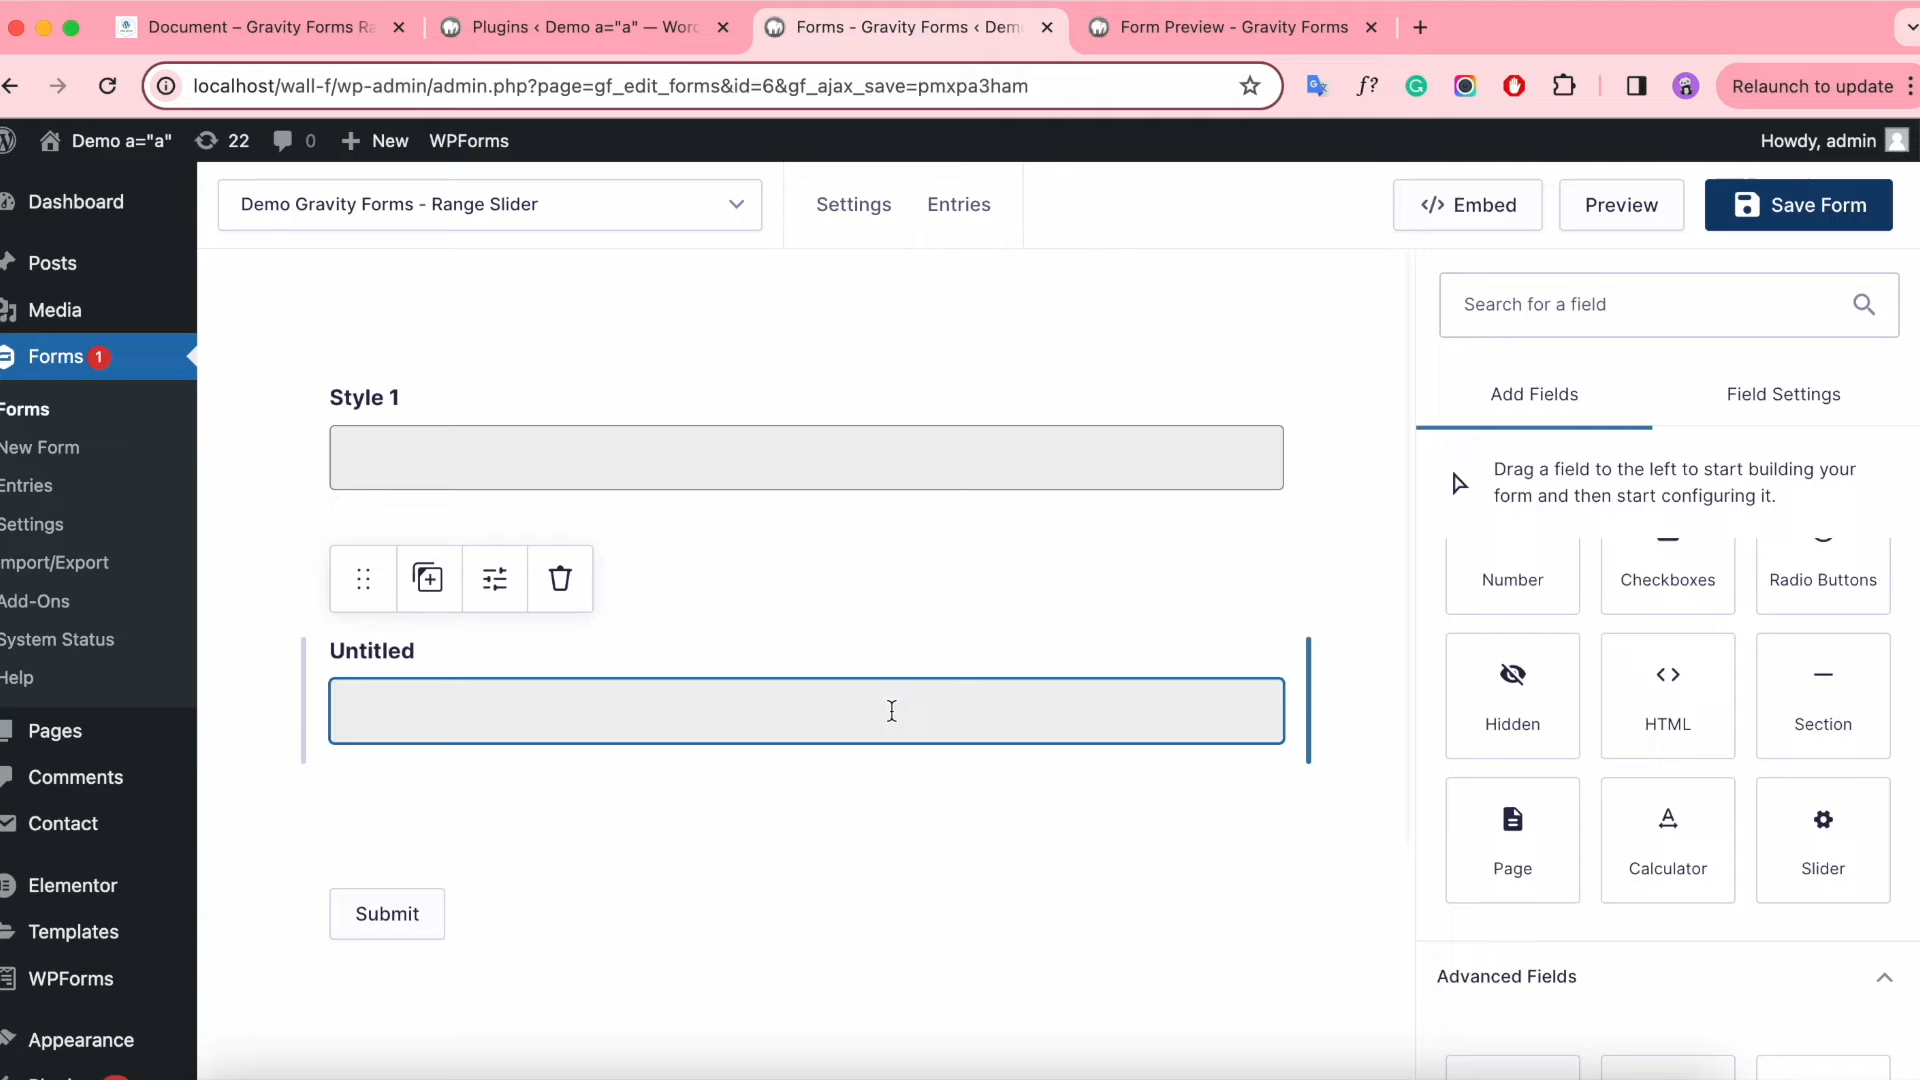 Document – Gravity Forms Ra
Plugins ‹ Demo a="a" — Worc
Forms - Gravity Forms ‹ Dem
Form Preview - Gravity Forms
localhost/wall-f/wp-admin/admin.php?page=gf_edit_forms&id=6&gf_ajax_save=pmxpa3ham
f?
Relaunch to update
Demo a="a"
22
0
New
WPForms
Howdy, admin
Dashboard
Posts
Media
Forms 1
Forms
New Form
Entries
Settings
Import/Export
Add-Ons
System Status
Help
Pages
Comments
Contact
Elementor
Templates
WPForms
Appearance
Demo Gravity Forms - Range Slider
Settings
Entries
Embed
Preview
Save Form
Style 1
Untitled
Submit
Search for a field
Add Fields
Field Settings
Drag a field to the left to start building your
form and then start configuring it.
Number
Checkboxes
Radio Buttons
Hidden
HTML
Section
Page
Calculator
Slider
Advanced Fields